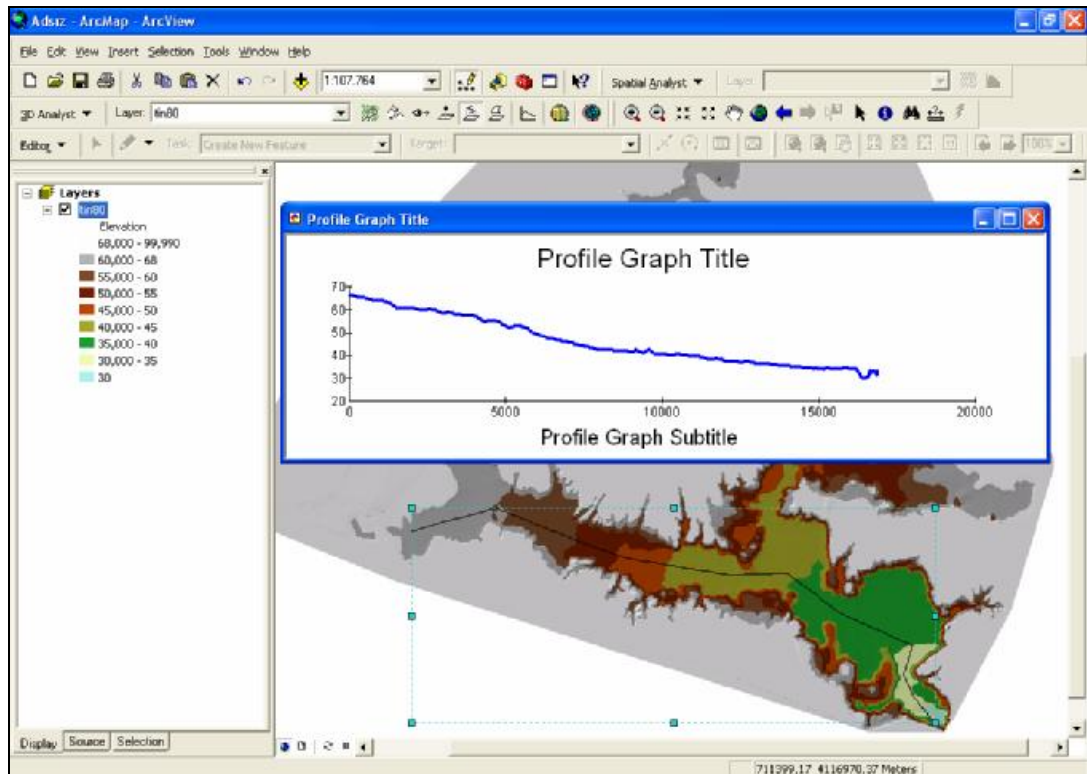 Adsız - ArcMap - ArcView
File Edit View Insert Selection Tools Window Help
1:107.764 Spatial Analyst Layer:
3D Analyst Layer: tin80
Editor Task: Create New Feature Target: 100%
Layers
tin80
Elevation
68,000 - 99,990
60,000 - 68
55,000 - 60
50,000 - 55
45,000 - 50
40,000 - 45
35,000 - 40
30,000 - 35
30
Profile Graph Title
Profile Graph Title
70
60
50
40
30
20
0 5000 10000 15000 20000
Profile Graph Subtitle
Display Source Selection
711399,17 4116970,37 Meters